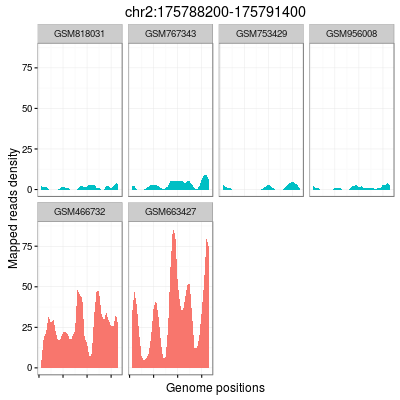 chr2:175788200-175791400
GSM818031 GSM767343 GSM753429 GSM956008
75
50
25
0
Mapped reads density
GSM466732 GSM663427
75
50
25
0
Genome positions